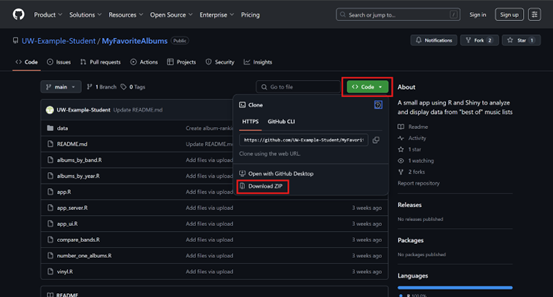 Product
Solutions
Resources
Open Source
Enterprise
Pricing
Search or jump to...
Sign in
Sign up
UW-Example-Student / MyFavoriteAlbums
Public
Notifications
Fork 2
Star 1
Code
Issues
Pull requests
Actions
Projects
Security
Insights
main
1 Branch
0 Tags
Go to file
Code
About
UW-Example-Student Update README.md
data
Create album-ranki
README.md
Update README.md
albums_by_band.R
Add files via upload
albums_by_year.R
Add files via upload
app.R
Add files via upload
app_server.R
Add files via upload
3 weeks ago
app_ui.R
Add files via upload
3 weeks ago
compare_bands.R
Add files via upload
3 weeks ago
number_one_albums.R
Add files via upload
3 weeks ago
vinyl.R
Add files via upload
3 weeks ago
README
Clone
HTTPS
GitHub CLI
https://github.com/UW-Example-Student/MyFavorit
Clone using the web URL.
Open with GitHub Desktop
Download ZIP
A small app using R and Shiny to analyze
and display data from "best of" music lists
Readme
Activity
1 star
1 watching
2 forks
Report repository
Releases
No releases published
Packages
No packages published
Languages